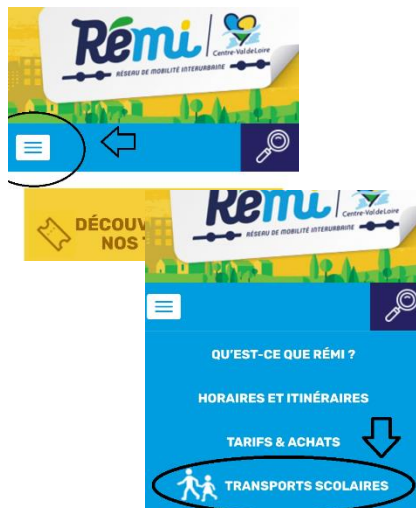 Rémi
Centre-Val de Loire
RÉSEAU DE MOBILITÉ INTERURBAINE
DÉCOUV
NOS
Rémi
Centre-Val de Loire
RÉSEAU DE MOBILITÉ INTERURBAINE
QU'EST-CE QUE RÉMI ?
HORAIRES ET ITINÉRAIRES
TARIFS & ACHATS
TRANSPORTS SCOLAIRES